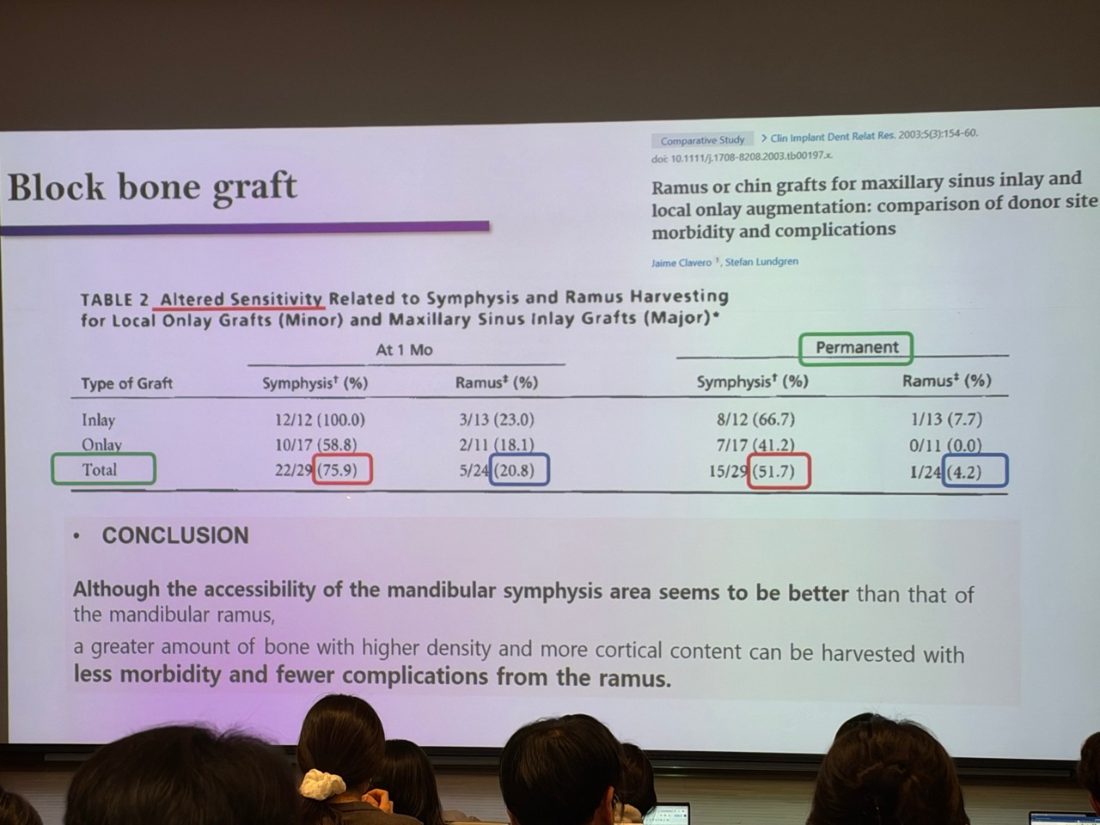 Block bone graft
Comparative Study > Clin Implant Dent Relat Res. 2003;5(3):154-60.
doi: 10.1111/j.1708-8208.2003.tb00197.x.
Ramus or chin grafts for maxillary sinus inlay and
local onlay augmentation: comparison of donor site
morbidity and complications
Jaime Clavero ¹, Stefan Lundgren
TABLE 2 Altered Sensitivity Related to Symphysis and Ramus Harvesting
for Local Onlay Grafts (Minor) and Maxillary Sinus Inlay Grafts (Major)*
At 1 Mo Permanent
Type of Graft Symphysis† (%) Ramus‡ (%) Symphysis† (%) Ramus‡ (%)
Inlay 12/12 (100.0) 3/13 (23.0) 8/12 (66.7) 1/13 (7.7)
Onlay 10/17 (58.8) 2/11 (18.1) 7/17 (41.2) 0/11 (0.0)
Total 22/29 (75.9) 5/24 (20.8) 15/29 (51.7) 1/24 (4.2)
• CONCLUSION
Although the accessibility of the mandibular symphysis area seems to be better than that of
the mandibular ramus,
a greater amount of bone with higher density and more cortical content can be harvested with
less morbidity and fewer complications from the ramus.